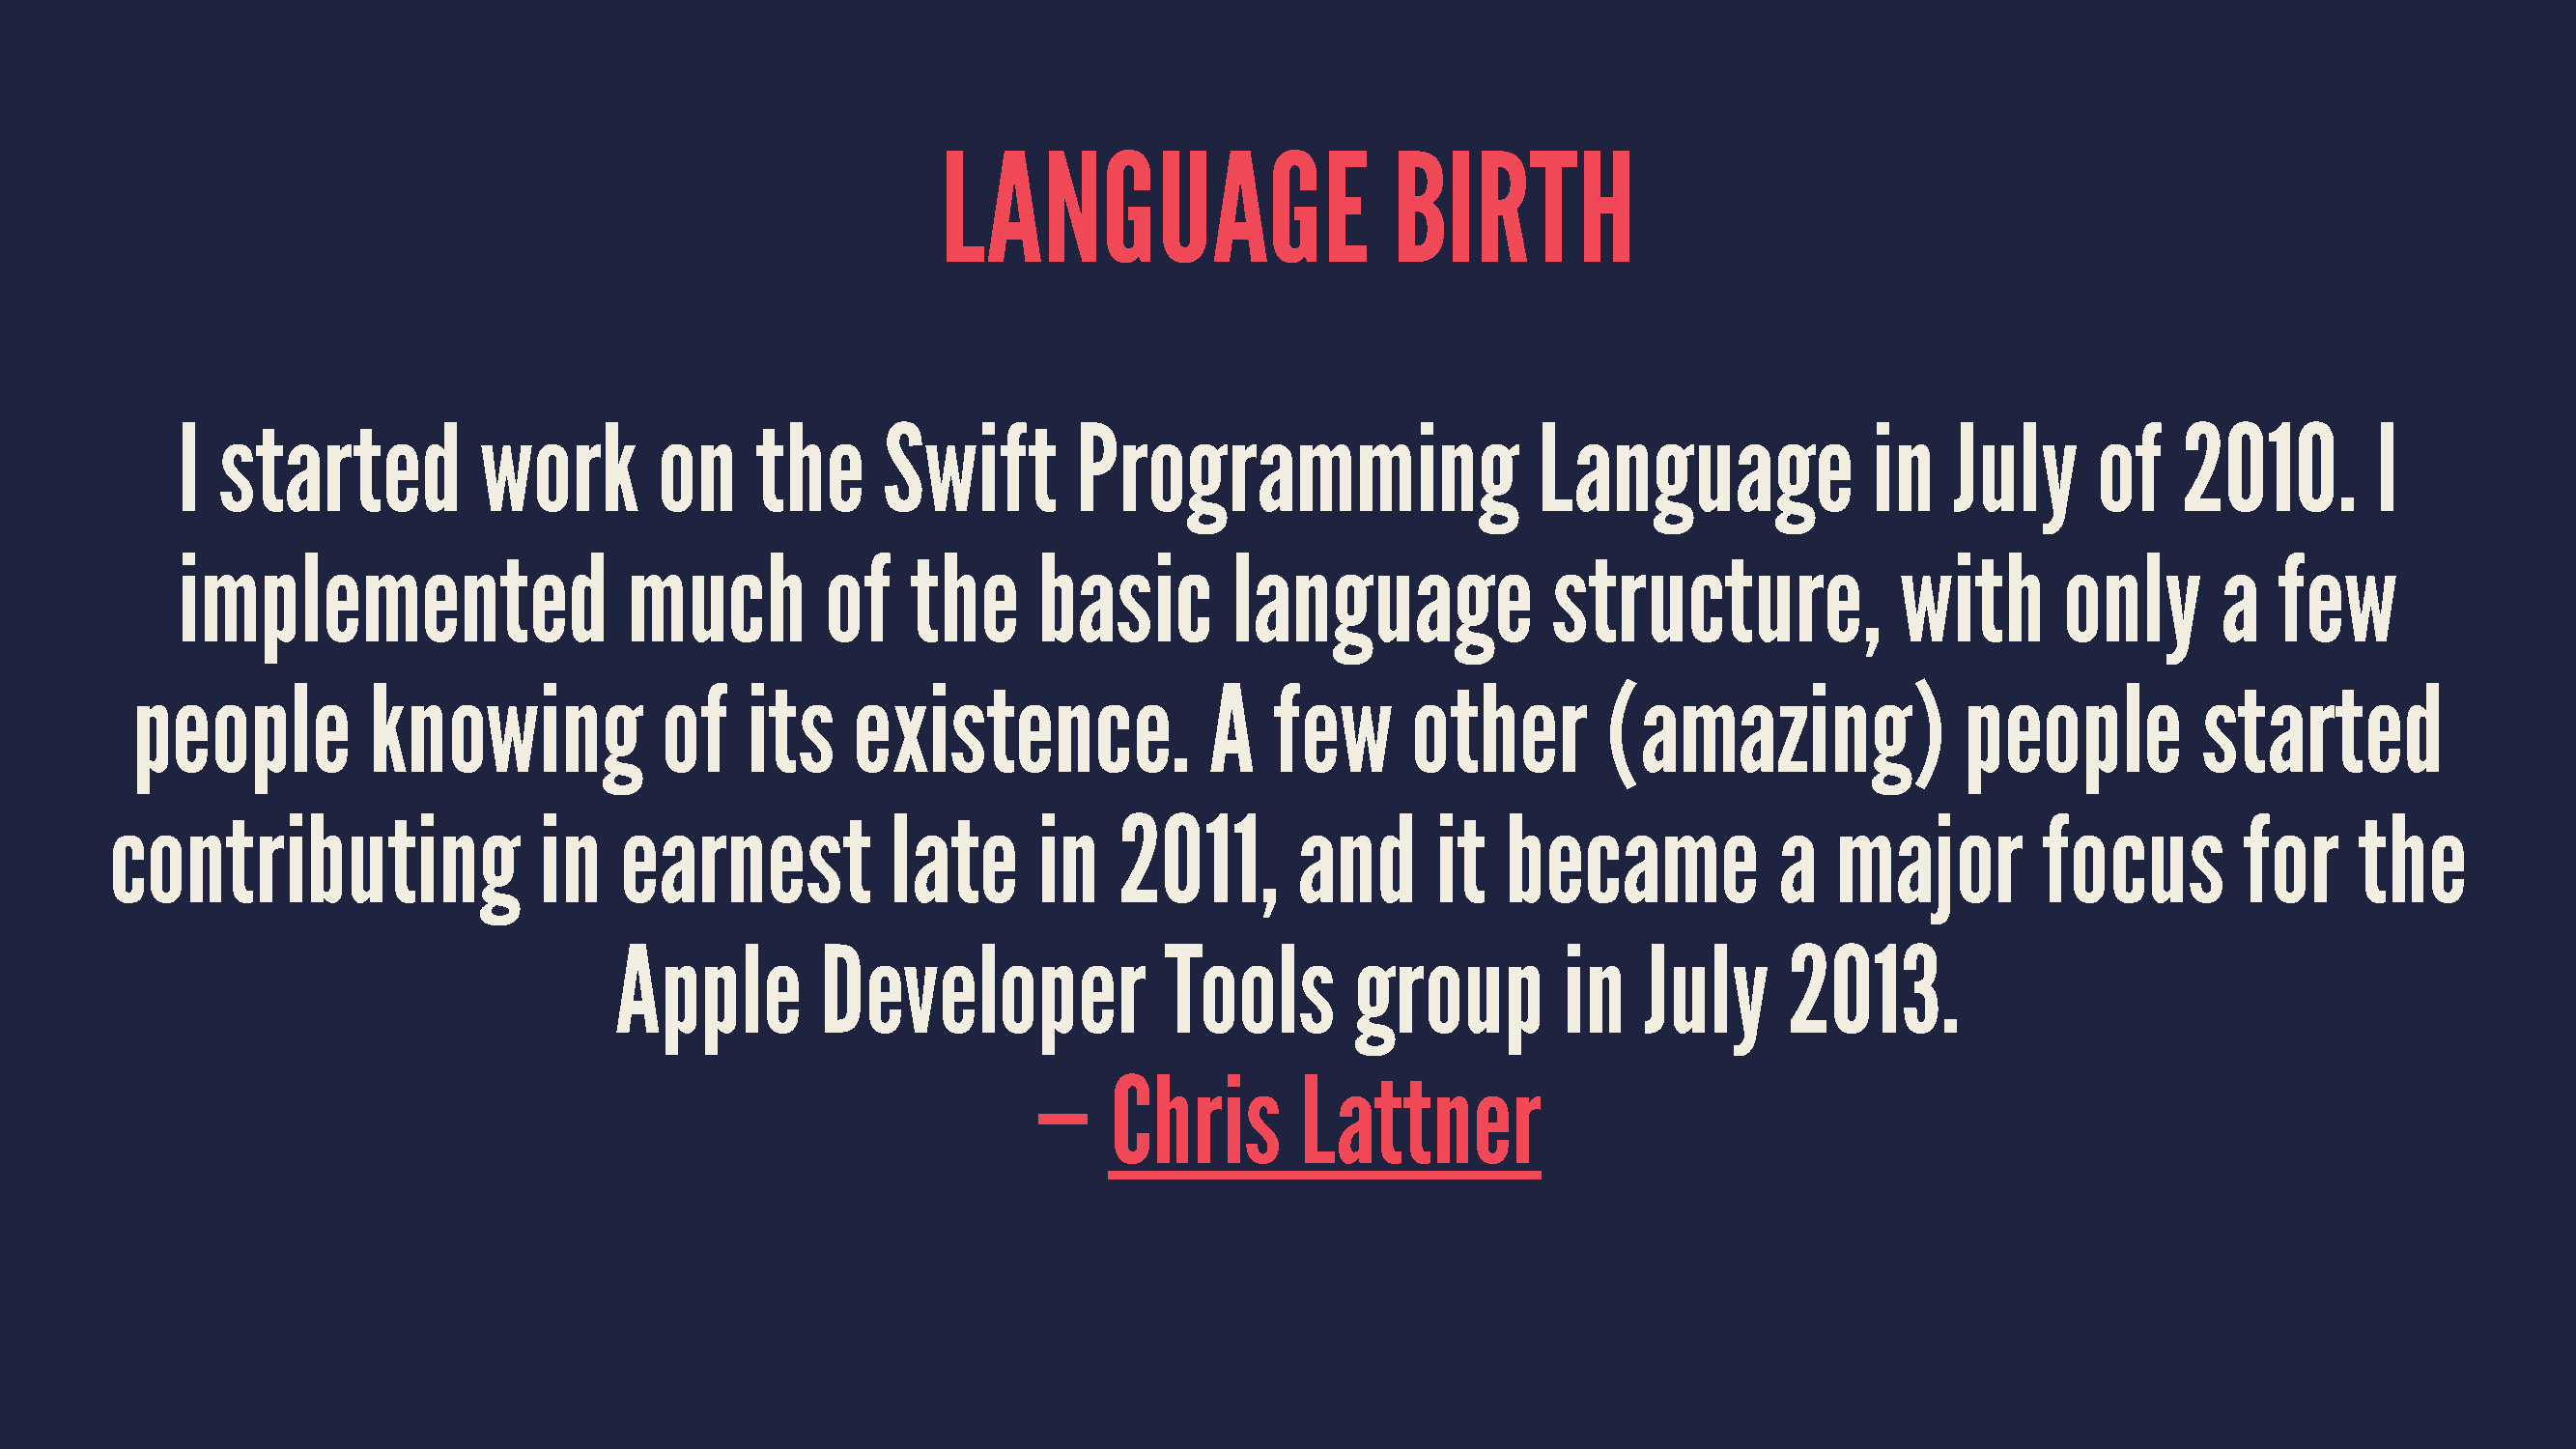 LANGUAGE BIRTH
I started work on the Swift Programming Language in July of 2010. I
implemented much of the basic language structure, with only a few
people knowing of its existence. A few other (amazing) people started
contributing in earnest late in 2011, and it became a major focus for the
Apple Developer Tools group in July 2013.
— Chris Lattner